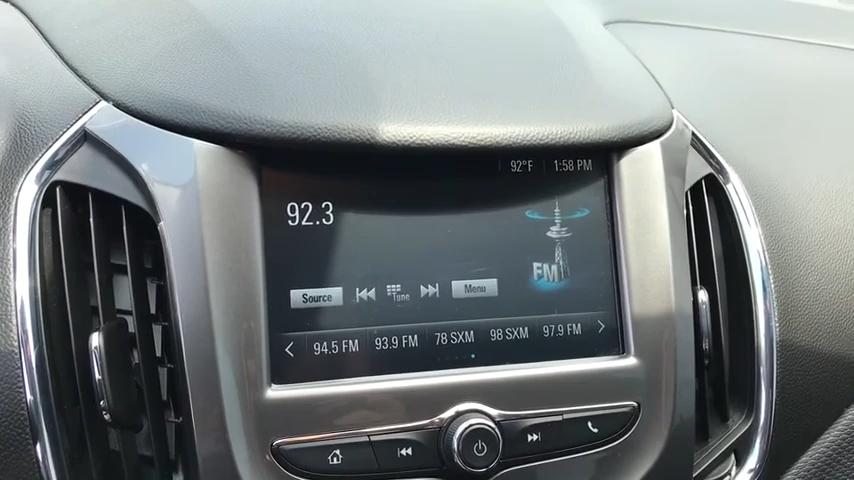 92°F 1:58 PM
92.3
FM
Source Tune Menu
94.5 FM 93.9 FM 78 SXM 98 SXM 97.9 FM